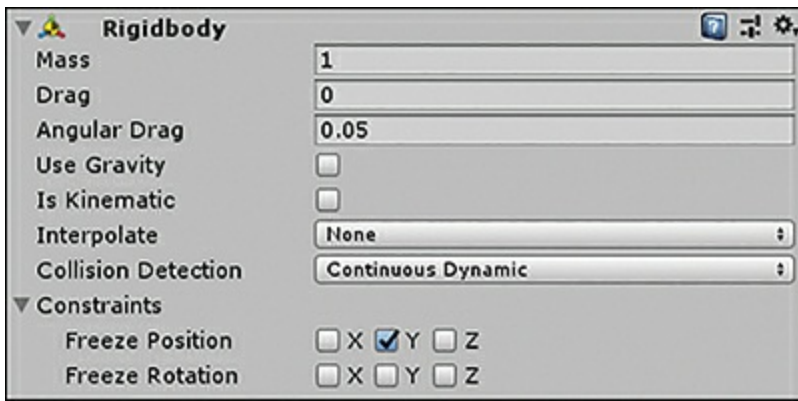 Rigidbody
Mass 1
Drag 0
Angular Drag 0.05
Use Gravity
Is Kinematic
Interpolate None
Collision Detection Continuous Dynamic
Constraints
Freeze Position X Y Z
Freeze Rotation X Y Z